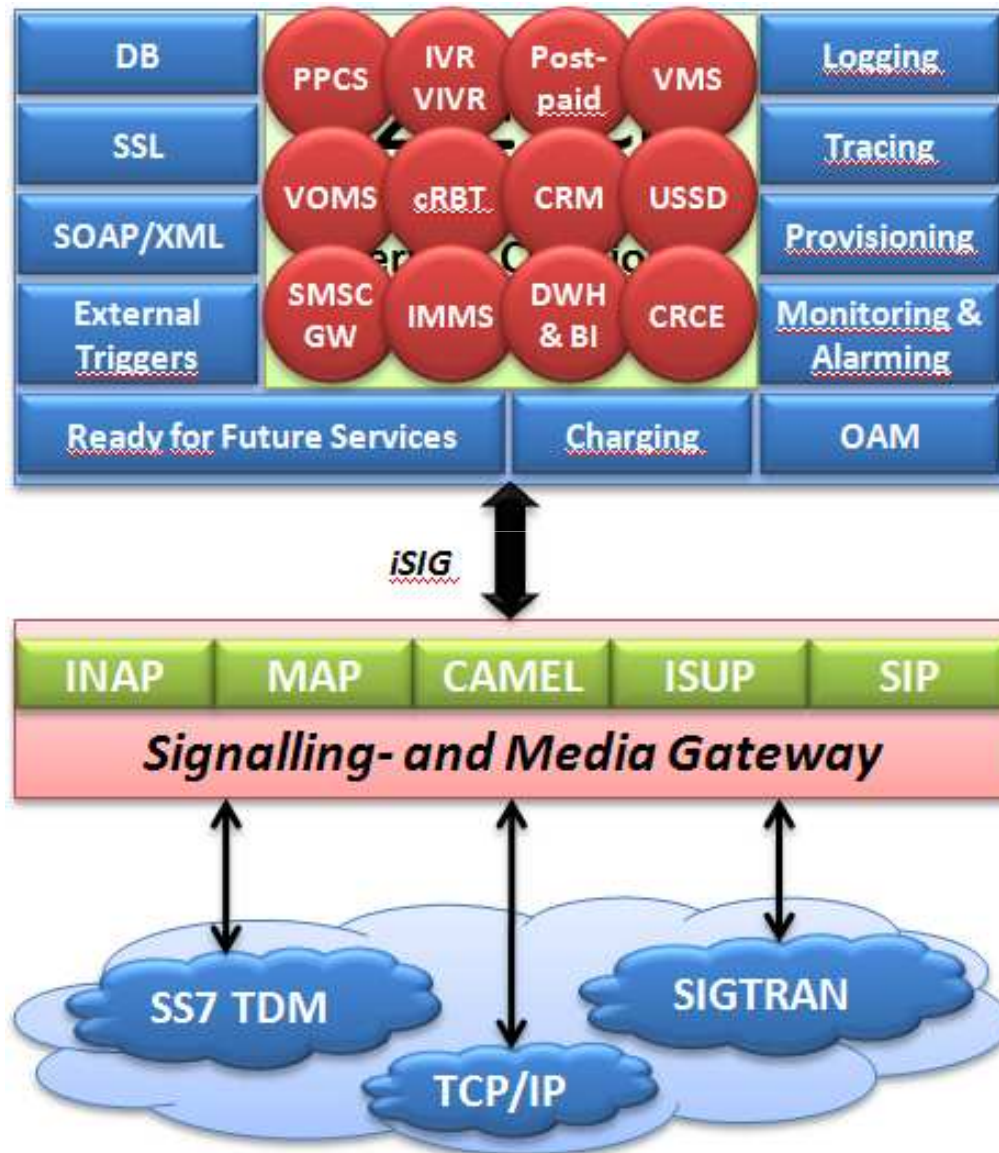 DB
SSL
SOAP/XML
External
Triggers
PPCS
IVR
VIVR
Post-
paid
VMS
VOMS
cRBT
CRM
USSD
SMSC
GW
IMMS
DWH
& BI
CRCE
Logging
Tracing
Provisioning
Monitoring &
Alarming
Ready for Future Services
Charging
OAM
iSIG
INAP
MAP
CAMEL
ISUP
SIP
Signalling- and Media Gateway
SS7 TDM
SIGTRAN
TCP/IP